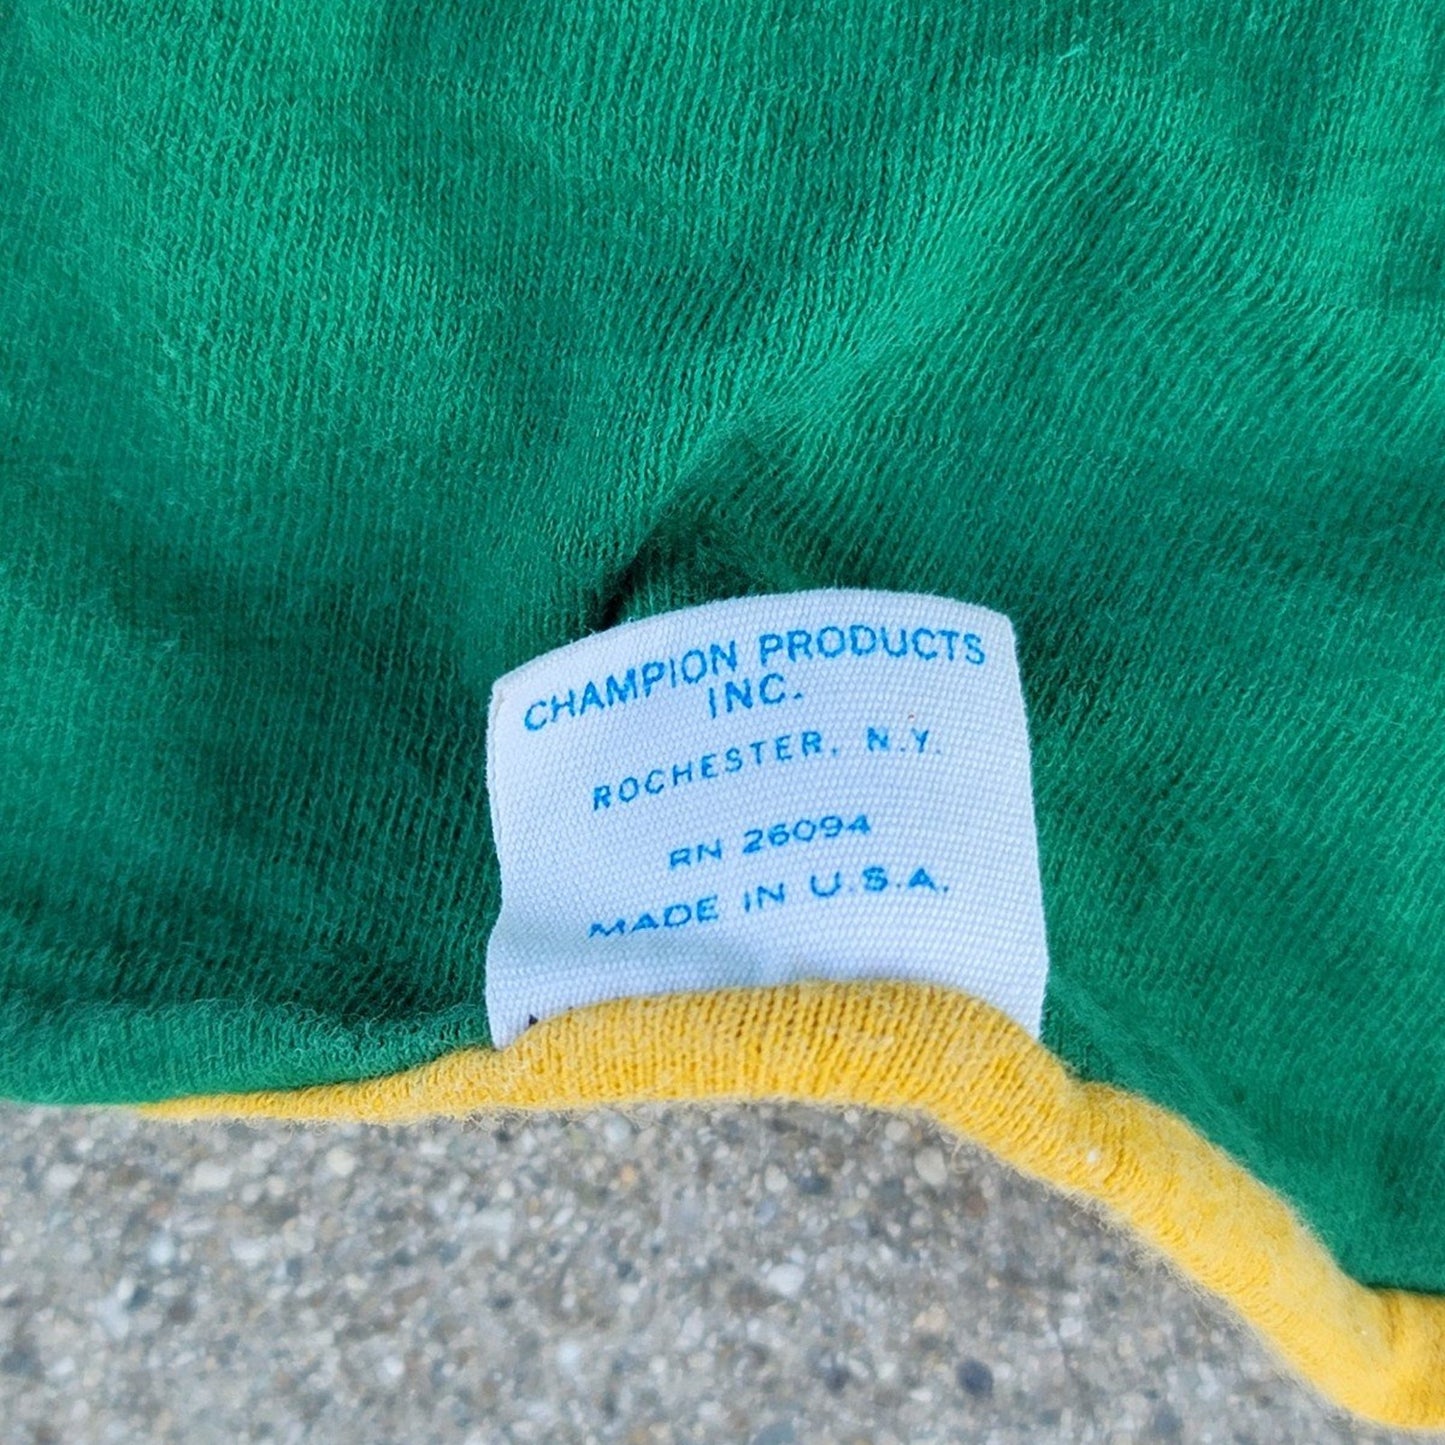 CHAMPION PRODUCTS
INC.
ROCHESTER, N.Y.
RN 26094
MADE IN U.S.A.